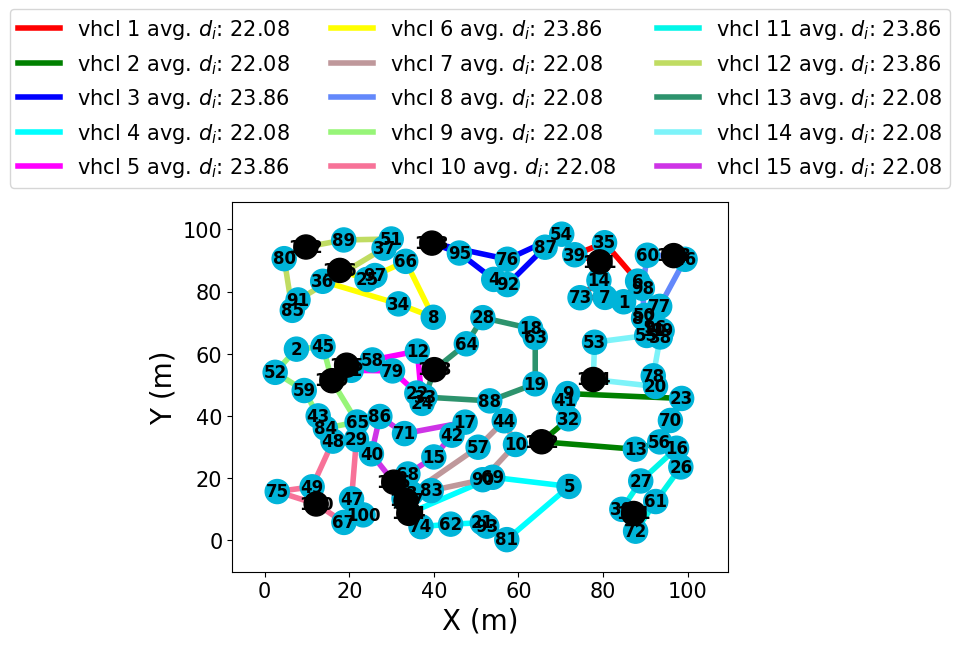 vhcl 1 avg. d_i: 22.08
vhcl 2 avg. d_i: 22.08
vhcl 3 avg. d_i: 23.86
vhcl 4 avg. d_i: 22.08
vhcl 5 avg. d_i: 23.86
vhcl 6 avg. d_i: 23.86
vhcl 7 avg. d_i: 22.08
vhcl 8 avg. d_i: 22.08
vhcl 9 avg. d_i: 22.08
vhcl 10 avg. d_i: 22.08
vhcl 11 avg. d_i: 23.86
vhcl 12 avg. d_i: 23.86
vhcl 13 avg. d_i: 22.08
vhcl 14 avg. d_i: 22.08
vhcl 15 avg. d_i: 22.08
100
80
60
40
20
0
Y (m)
54
89 51 35
37 87 39 60
80 95 76
90
36 25 97 4 92 14 6 98
91 73 7 1 77
85 34 8
28 18 63
2 45 12 64 53
52 58 79 78 20
59 22 24 88 19 9 41 23
43 84 65 86 17 44 32 70
48 29 71 42 57 10 13 56 16
40 15 26
75 49 68 83 90 69 5 27
47 61
67 100 74 62 21 93 81 72
0 20 40 60 80 100
X (m)